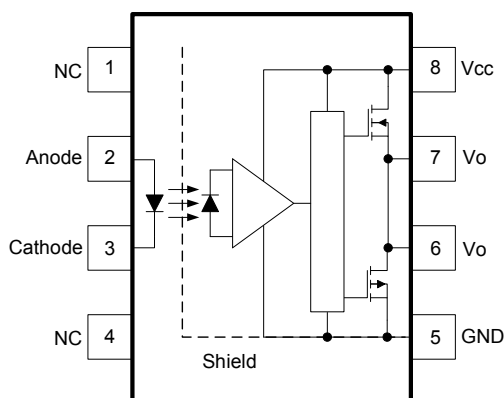 NC 1
Anode 2
Cathode 3
NC 4
8 Vcc
7 Vo
6 Vo
5 GND
Shield